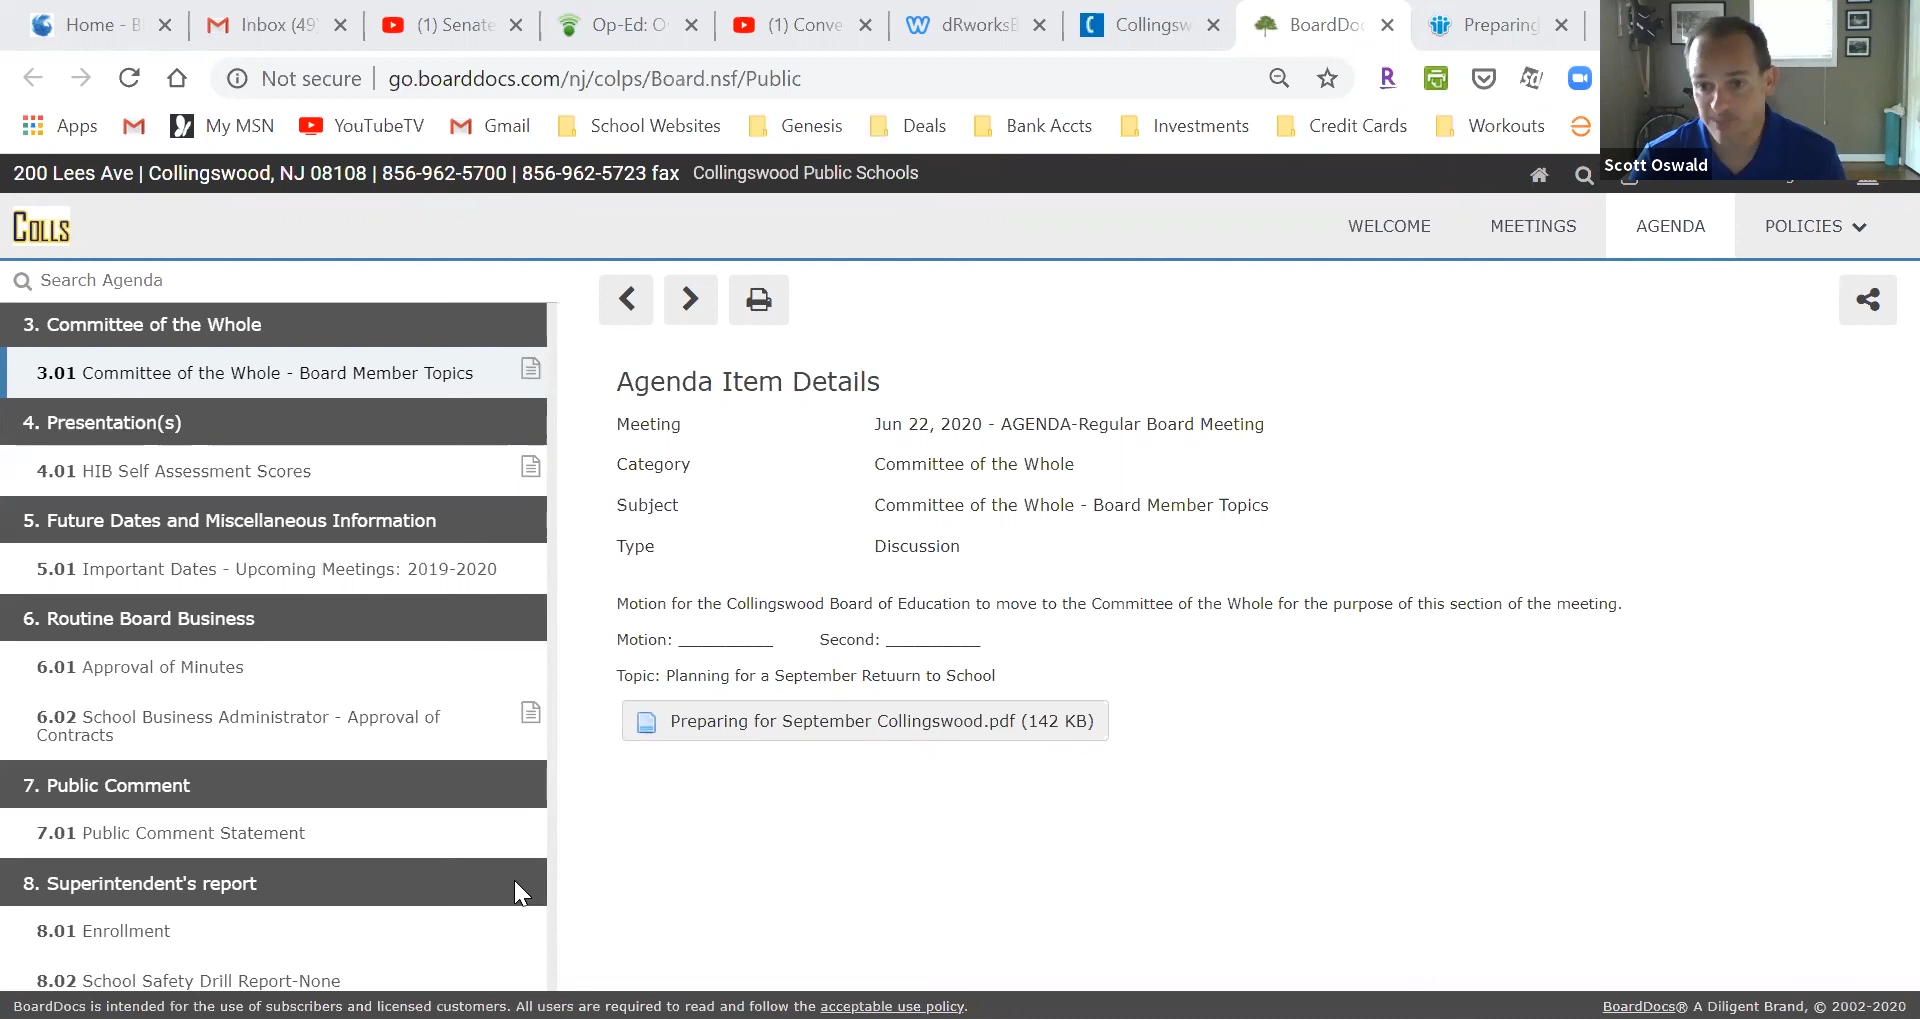 Home - B
Inbox (49)
(1) Senate
Op-Ed: O
(1) Conve
dRworksB
Collingsw
BoardDoc
Preparing
Not secure
go.boarddocs.com/nj/colps/Board.nsf/Public
Apps
My MSN
YouTubeTV
Gmail
School Websites
Genesis
Deals
Bank Accts
Investments
Credit Cards
Workouts
Scott Oswald
200 Lees Ave | Collingswood, NJ 08108 | 856-962-5700 | 856-962-5723 fax Collingswood Public Schools
COLLS
WELCOME
MEETINGS
AGENDA
POLICIES
Search Agenda
3. Committee of the Whole
3.01 Committee of the Whole - Board Member Topics
4. Presentation(s)
4.01 HIB Self Assessment Scores
5. Future Dates and Miscellaneous Information
5.01 Important Dates - Upcoming Meetings: 2019-2020
6. Routine Board Business
6.01 Approval of Minutes
6.02 School Business Administrator - Approval of
Contracts
7. Public Comment
7.01 Public Comment Statement
8. Superintendent's report
8.01 Enrollment
8.02 School Safety Drill Report-None
Agenda Item Details
Meeting Jun 22, 2020 - AGENDA-Regular Board Meeting
Category Committee of the Whole
Subject Committee of the Whole - Board Member Topics
Type Discussion
Motion for the Collingswood Board of Education to move to the Committee of the Whole for the purpose of this section of the meeting.
Motion: __________ Second: __________
Topic: Planning for a September Retuurn to School
Preparing for September Collingswood.pdf (142 KB)
BoardDocs is intended for the use of subscribers and licensed customers. All users are required to read and follow the acceptable use policy.
BoardDocs® A Diligent Brand, © 2002-2020